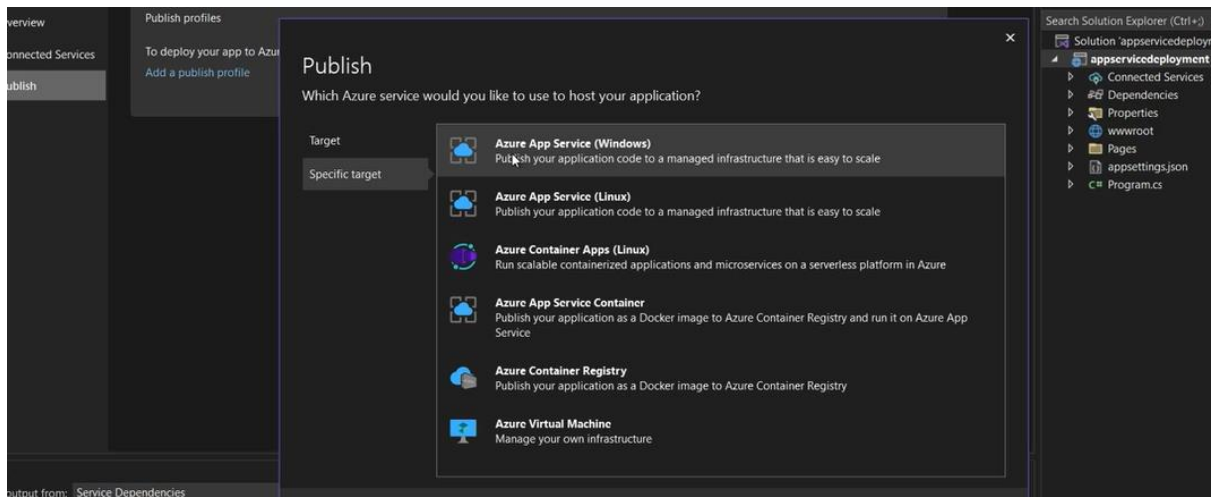 verview
onnected Services
ublish
Publish profiles
To deploy your app to Azu
Add a publish profile
Publish
Which Azure service would you like to use to host your application?
Target
Specific target
Azure App Service (Windows)
Publish your application code to a managed infrastructure that is easy to scale
Azure App Service (Linux)
Publish your application code to a managed infrastructure that is easy to scale
Azure Container Apps (Linux)
Run scalable containerized applications and microservices on a serverless platform in Azure
Azure App Service Container
Publish your application as a Docker image to Azure Container Registry and run it on Azure App
Service
Azure Container Registry
Publish your application as a Docker image to Azure Container Registry
Azure Virtual Machine
Manage your own infrastructure
Search Solution Explorer (Ctrl+;)
Solution 'appservicedeploym
appservicedeployment
Connected Services
Dependencies
Properties
wwwroot
Pages
appsettings.json
C# Program.cs
output from: Service Dependencies